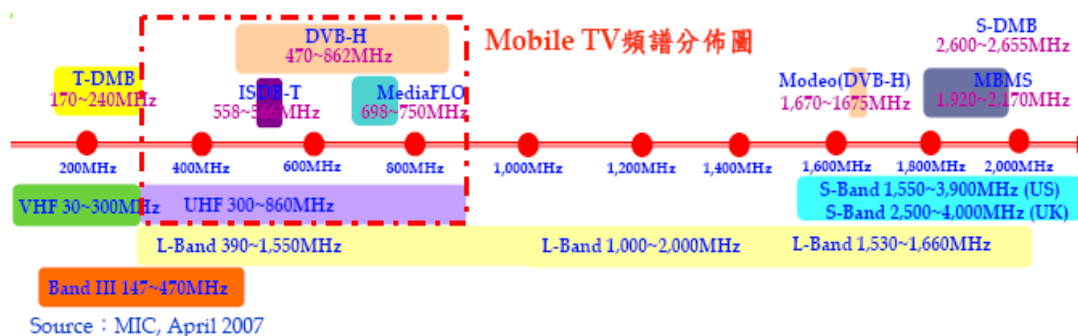 DVB-H
470~862MHz
Mobile TV頻譜分佈圖
S-DMB
2,600~2,655MHz
T-DMB
170~240MHz
ISDB-T
558~566MHz
MediaFLO
698~750MHz
Modeo(DVB-H)
1,670~1675MHz
MBMS
1,920~2,170MHz
200MHz
400MHz
600MHz
800MHz
1,000MHz
1,200MHz
1,400MHz
1,600MHz
1,800MHz
2,000MHz
VHF 30~300MHz
UHF 300~860MHz
S-Band 1,550~3,900MHz (US)
S-Band 2,500~4,000MHz (UK)
L-Band 390~1,550MHz
L-Band 1,000~2,000MHz
L-Band 1,530~1,660MHz
Band III 147~470MHz
Source：MIC, April 2007